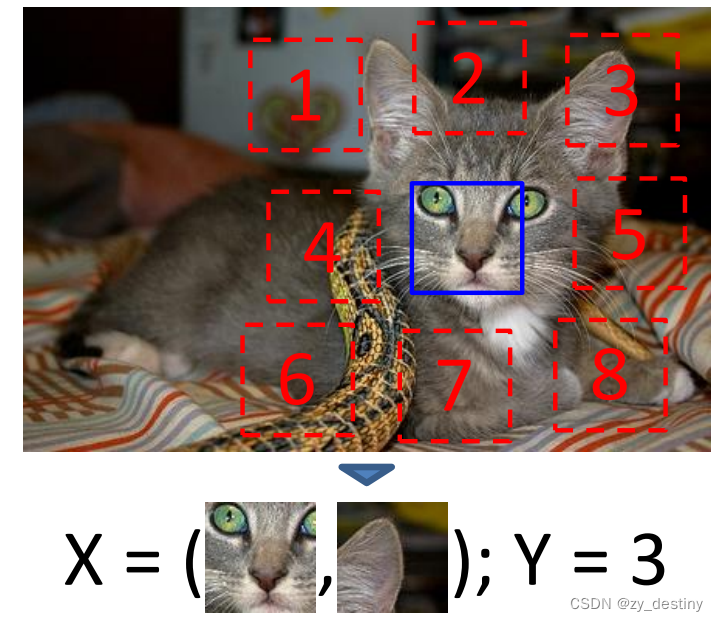 1 2 3
4 5
6 7 8
X = ( , ); Y = 3
CSDN @zy_destiny